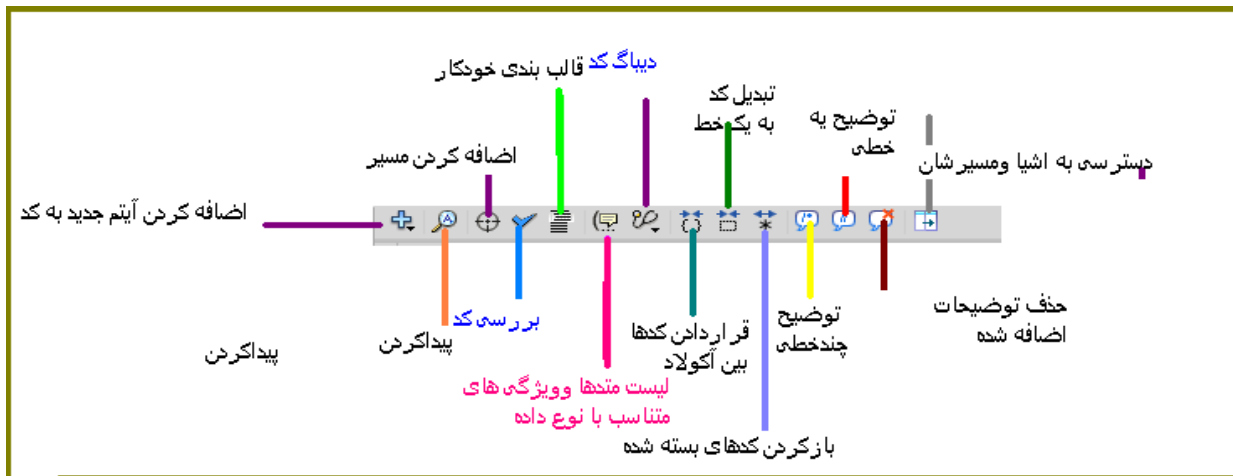 دیباگ کد
قالب بندی خودکار
تبدیل کد
به یک خط
توضیح یه
خطی
دسترسی به اشیا ومسیرشان
اضافه کردن مسیر
اضافه کردن آیتم جدید به کد
حذف توضیحات
اضافه شده
توضیح
چندخطی
قراردادن کدها
بین آکولاد
بررسی کد
پیداکردن
پیداکردن
لیست متدها وویژگی های
متناسب با نوع داده
بازکردن کدهای بسته شده